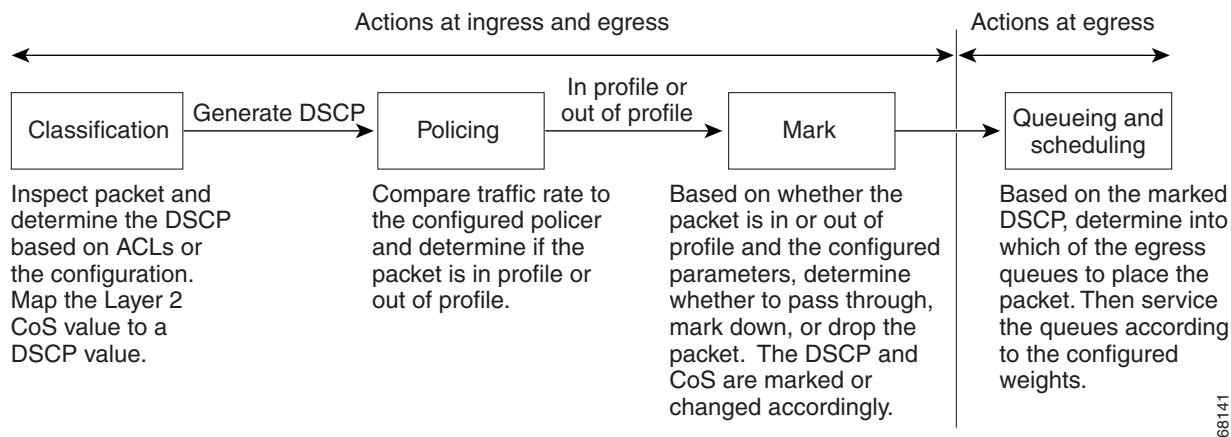 Actions at ingress and egress
Actions at egress
Classification
Generate DSCP
Policing
In profile or
out of profile
Mark
Queueing and
scheduling
Inspect packet and
determine the DSCP
based on ACLs or
the configuration.
Map the Layer 2
CoS value to a
DSCP value.
Compare traffic rate to
the configured policer
and determine if the
packet is in profile or
out of profile.
Based on whether the
packet is in or out of
profile and the configured
parameters, determine
whether to pass through,
mark down, or drop the
packet. The DSCP and
CoS are marked or
changed accordingly.
Based on the marked
DSCP, determine into
which of the egress
queues to place the
packet. Then service
the queues according
to the configured
weights.
68141